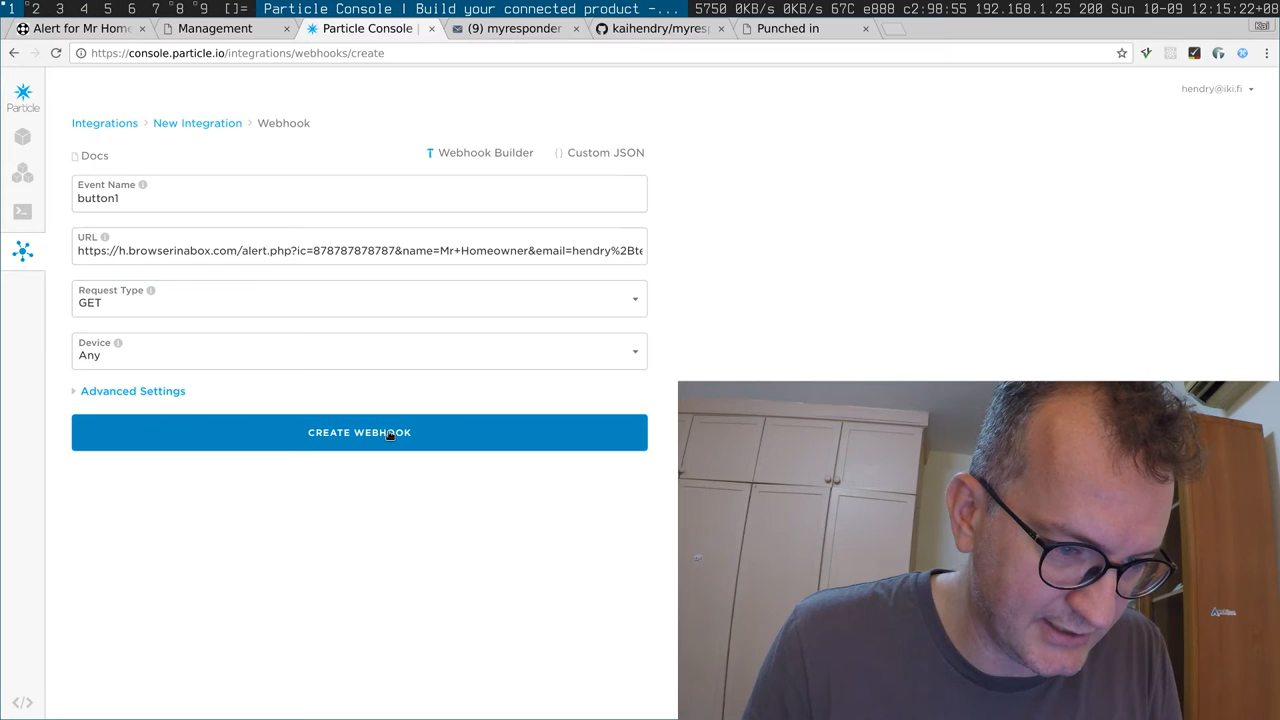 1 2 3 4 5 6 7 8 9 []= Particle Console | Build your connected product -... 5750 0KB/s 0KB/s 67C e888 c2:98:55 192.168.1.25 200 Sun 10-09 12:15:22+08
Alert for Mr Hom × Management × Particle Console | × (9) myresponder × kaihendry/myresp × Punched in × Kai
https://console.particle.io/integrations/webhooks/create
Particle
hendry@iki.fi
Integrations > New Integration > Webhook
Docs
Webhook Builder
{} Custom JSON
Event Name
button1
URL
https://h.browserinabox.com/alert.php?ic=878787878787&name=Mr+Homeowner&email=hendry%2Bte
Request Type
GET
Device
Any
Advanced Settings
CREATE WEBHOOK